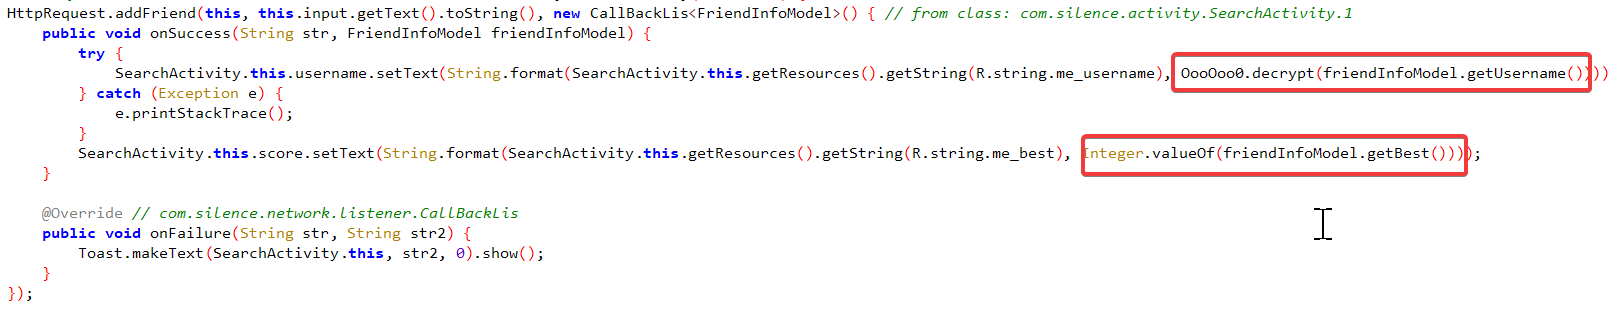 HttpRequest.addFriend(this, this.input.getText().toString(), new CallBackLis<FriendInfoModel>() { // from class: com.silence.activity.SearchActivity.1
    public void onSuccess(String str, FriendInfoModel friendInfoModel) {
        try {
            SearchActivity.this.username.setText(String.format(SearchActivity.this.getResources().getString(R.string.me_username), OooOoo0.decrypt(friendInfoModel.getUsername())))
        } catch (Exception e) {
            e.printStackTrace();
        }
        SearchActivity.this.score.setText(String.format(SearchActivity.this.getResources().getString(R.string.me_best), Integer.valueOf(friendInfoModel.getBest())));
    }

    @Override // com.silence.network.listener.CallBackLis
    public void onFailure(String str, String str2) {
        Toast.makeText(SearchActivity.this, str2, 0).show();
    }
});